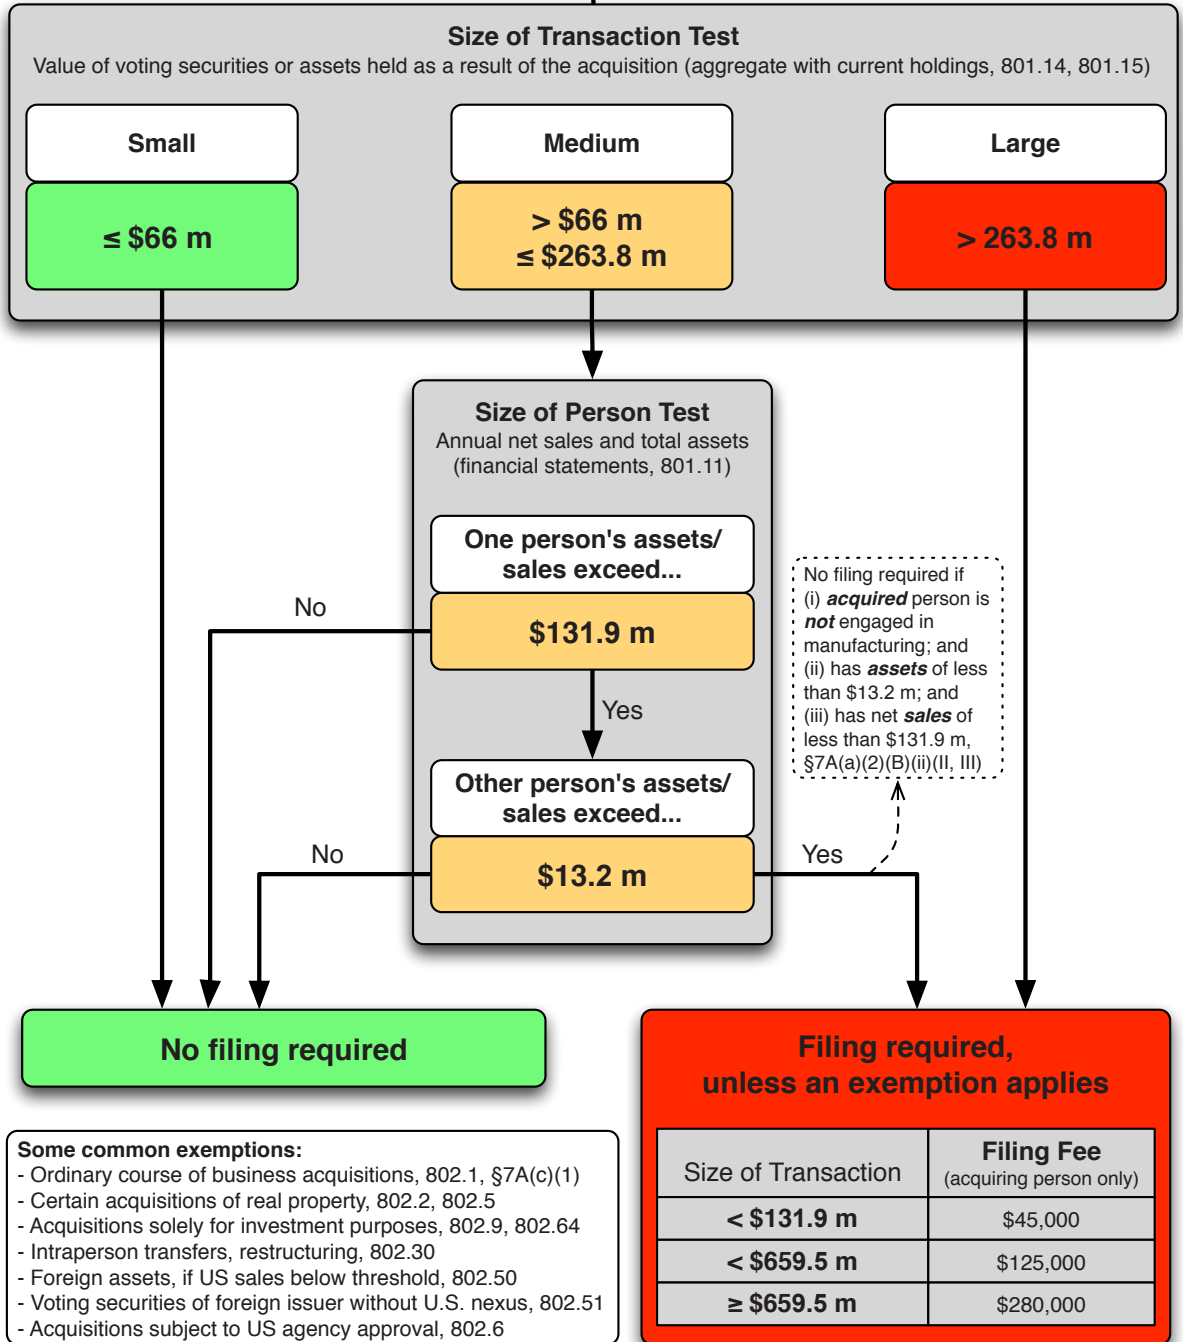 Size of Transaction Test
Value of voting securities or assets held as a result of the acquisition (aggregate with current holdings, 801.14, 801.15)
Small
Medium
Large
≤ $66 m
> $66 m
≤ $263.8 m
> 263.8 m
Size of Person Test
Annual net sales and total assets
(financial statements, 801.11)
One person's assets/
sales exceed...
$131.9 m
No
Yes
No filing required if
(i) acquired person is
not engaged in
manufacturing; and
(ii) has assets of less
than $13.2 m; and
(iii) has net sales of
less than $131.9 m,
§7A(a)(2)(B)(ii)(II, III)
Other person's assets/
sales exceed...
$13.2 m
No
Yes
No filing required
Filing required,
unless an exemption applies
Size of Transaction
Filing Fee
(acquiring person only)
< $131.9 m
$45,000
< $659.5 m
$125,000
≥ $659.5 m
$280,000
Some common exemptions:
- Ordinary course of business acquisitions, 802.1, §7A(c)(1)
- Certain acquisitions of real property, 802.2, 802.5
- Acquisitions solely for investment purposes, 802.9, 802.64
- Intraperson transfers, restructuring, 802.30
- Foreign assets, if US sales below threshold, 802.50
- Voting securities of foreign issuer without U.S. nexus, 802.51
- Acquisitions subject to US agency approval, 802.6